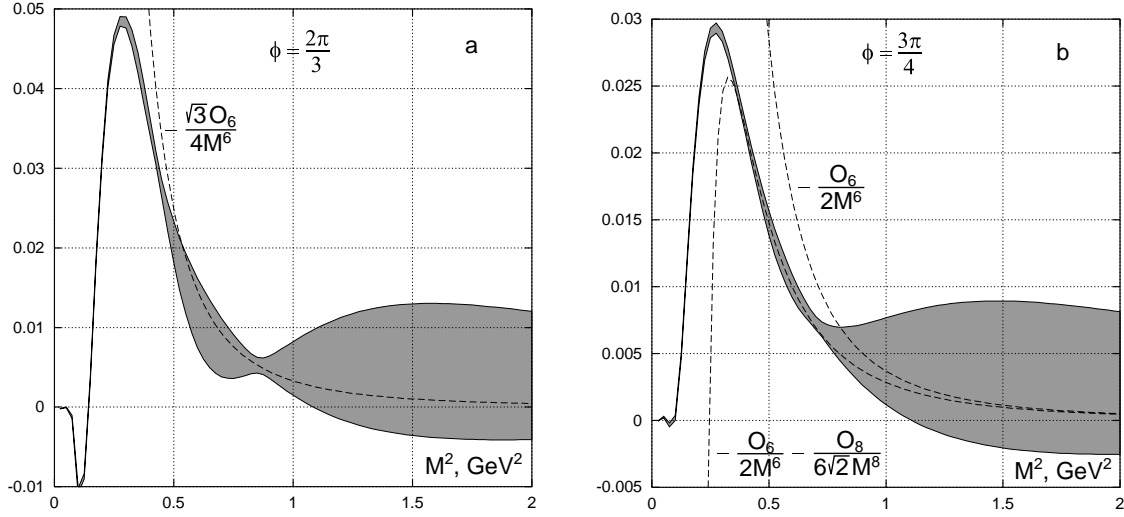 0.05
0.04
0.03
0.02
0.01
0
-0.01
0
0.5
1
1.5
2
ϕ = 2π/3
a
− √3 O₆ / 4M⁶
M², GeV²
0.03
0.025
0.02
0.015
0.01
0.005
0
-0.005
0
0.5
1
1.5
2
ϕ = 3π/4
b
− O₆ / 2M⁶
− O₆ / 2M⁶ − O₈ / 6√2 M⁸
M², GeV²